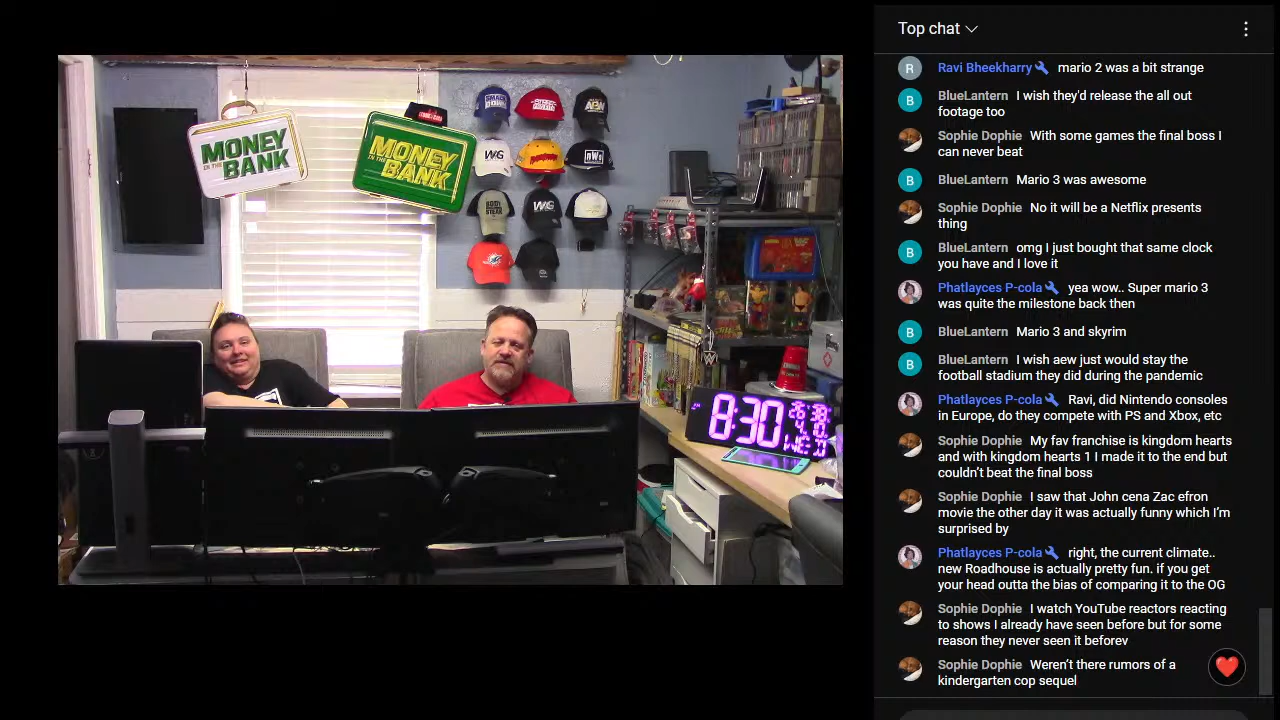 Top chat
Ravi Bheekharry mario 2 was a bit strange
BlueLantern I wish they'd release the all out
footage too
Sophie Dophie With some games the final boss I
can never beat
BlueLantern Mario 3 was awesome
Sophie Dophie No it will be a Netflix presents
thing
BlueLantern omg I just bought that same clock
you have and I love it
Phatlayces P-cola yea wow.. Super mario 3
was quite the milestone back then
BlueLantern Mario 3 and skyrm
BlueLantern I wish aew just would stay the
football stadium they did during the pandemic
Phatlayces P-cola Ravi, did Nintendo consoles
in Europe, do they compete with PS and Xbox, etc
Sophie Dophie My fav franchise is kingdom hearts
and with kingdom hearts 1 I made it to the end but
couldn't beat the final boss
Sophie Dophie I saw that John cena Zac efron
movie the other day it was actually funny which I'm
surprised by
Phatlayces P-cola right, the current climate..
new Roadhouse is actually pretty fun. if you get
your head outta the bias of comparing it to the OG
Sophie Dophie I watch YouTube reactors reacting
to shows I already have seen before but for some
reason they never seen it beforev
Sophie Dophie Weren't there rumors of a
kindergarten cop sequel
R
B
B
B
B
B
MONEY
IN THE
BANK
MONEY
IN THE
BANK
nWo
8:30